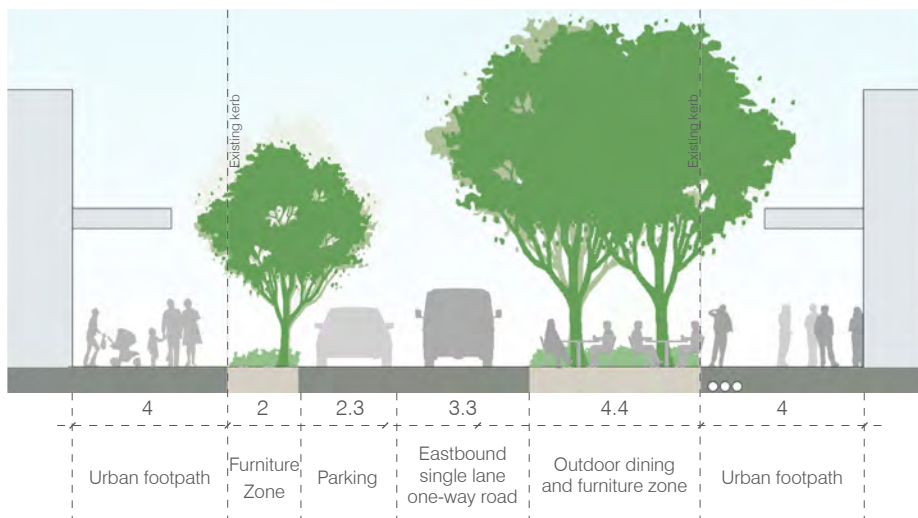 Existing kerb
Existing kerb
4
2
2.3
3.3
4.4
4
Urban footpath
Furniture
Zone
Parking
Eastbound
single lane
one-way road
Outdoor dining
and furniture zone
Urban footpath